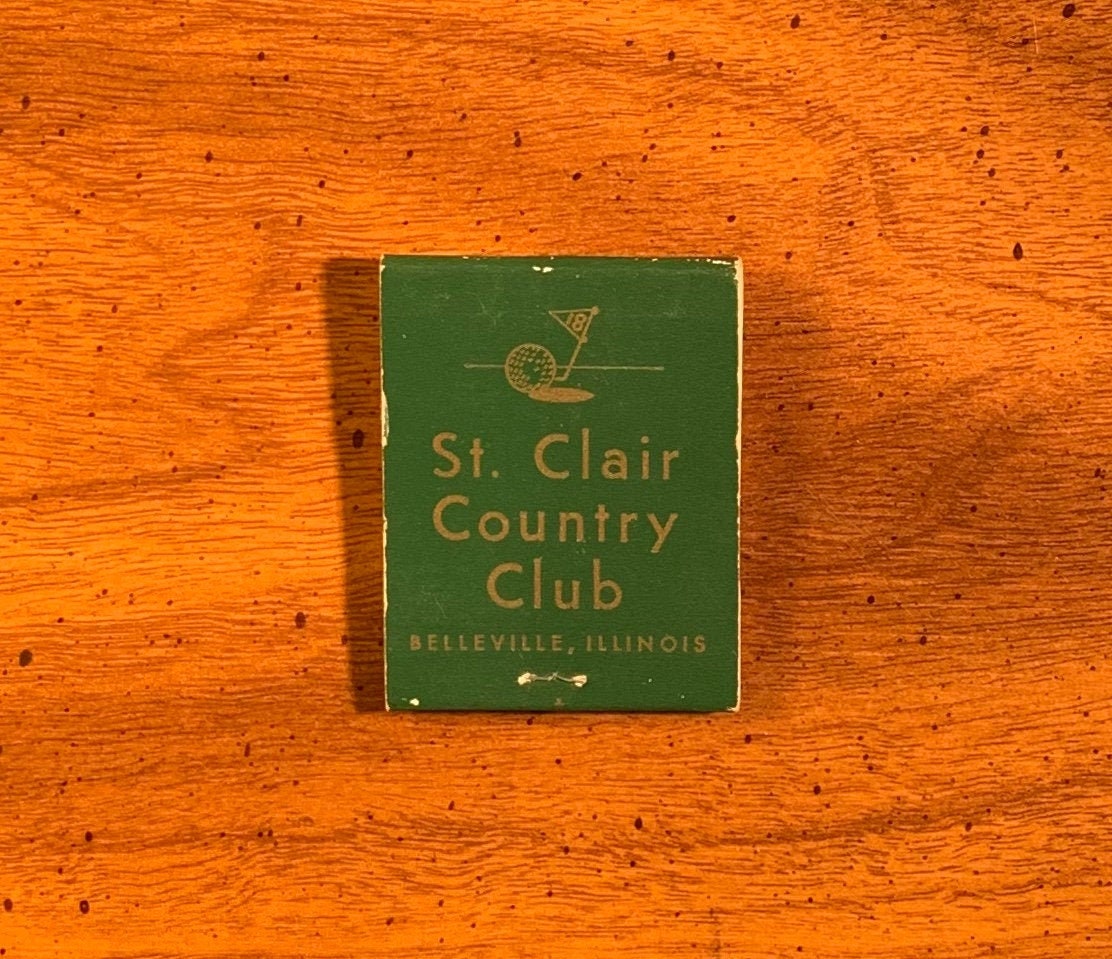 18
St. Clair
Country
Club
BELLEVILLE, ILLINOIS